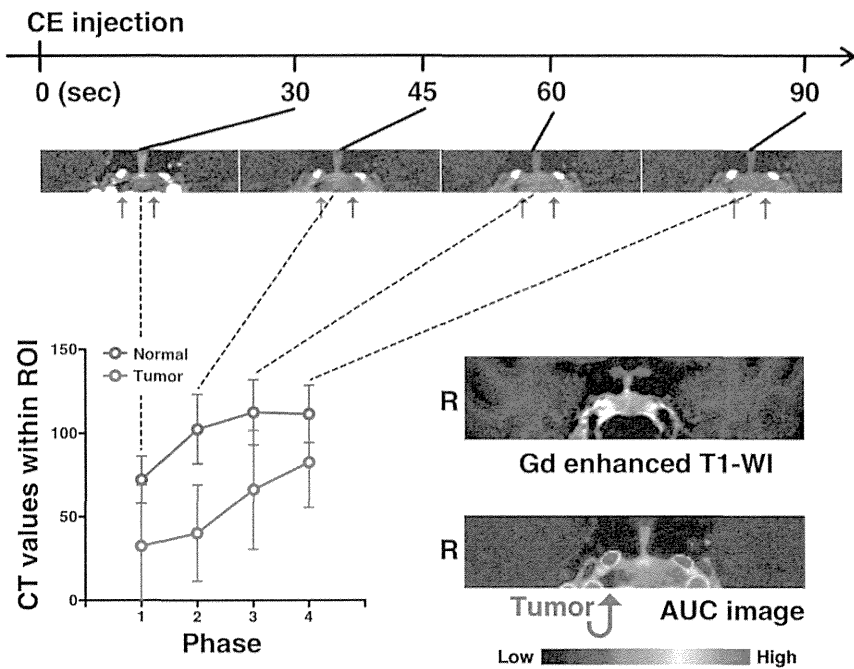 CE injection
0 (sec) 30 45 60 90
150
100
50
0
CT values within ROI
Normal
Tumor
1 2 3 4
Phase
R
Gd enhanced T1-WI
R
Tumor
AUC image
Low High